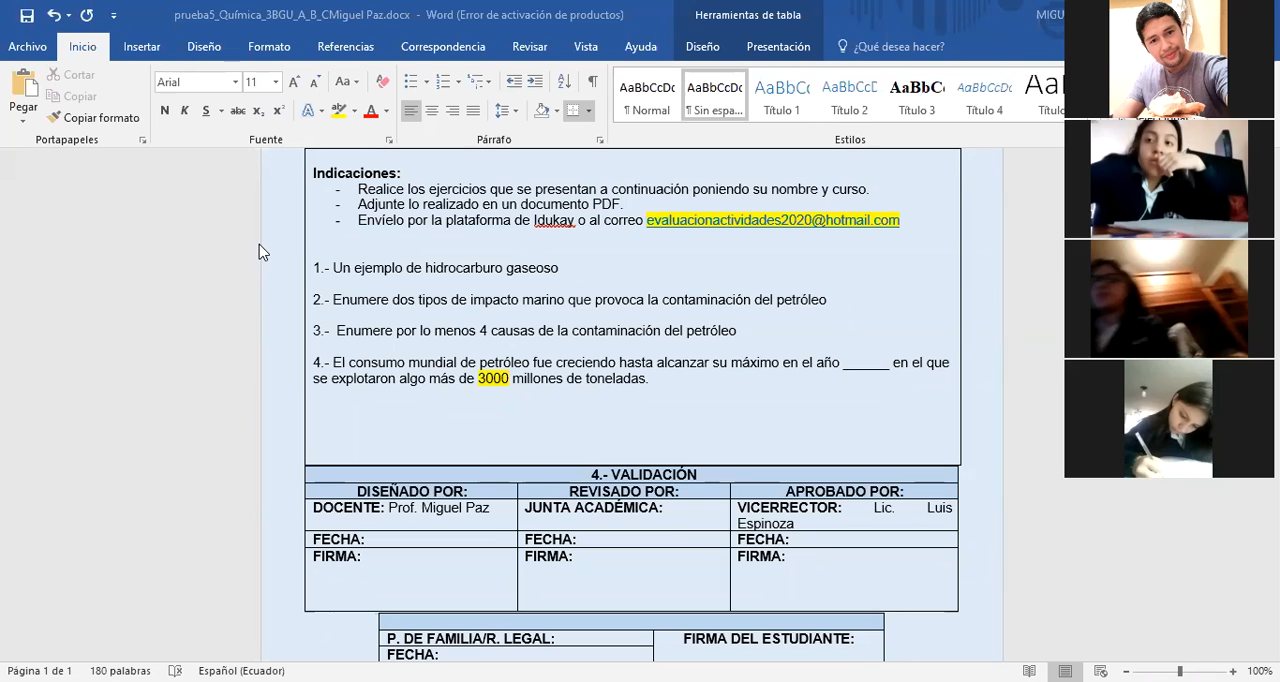 prueba5_Química_3BGU_A_B_CMiguel Paz.docx - Word (Error de activación de productos)
Herramientas de tabla
MIGU
Archivo Inicio Insertar Diseño Formato Referencias Correspondencia Revisar Vista Ayuda Diseño Presentación ¿Qué desea hacer?
Pegar
Cortar
Copiar
Copiar formato
Portapapeles
Arial 11
N K S abc
Fuente
Párrafo
AaBbCcDc AaBbCcDc AaBbCc AaBbCcD AaBbC AaBbCcDc
¶ Normal ¶ Sin espa... Título 1 Título 2 Título 3 Título 4
Estilos
Indicaciones:
- Realice los ejercicios que se presentan a continuación poniendo su nombre y curso.
- Adjunte lo realizado en un documento PDF.
- Envíelo por la plataforma de Idukay o al correo evaluacionactividades2020@hotmail.com
1.- Un ejemplo de hidrocarburo gaseoso
2.- Enumere dos tipos de impacto marino que provoca la contaminación del petróleo
3.- Enumere por lo menos 4 causas de la contaminación del petróleo
4.- El consumo mundial de petróleo fue creciendo hasta alcanzar su máximo en el año ______ en el que
se explotaron algo más de 3000 millones de toneladas.
4.- VALIDACIÓN
DISEÑADO POR: REVISADO POR: APROBADO POR:
DOCENTE: Prof. Miguel Paz JUNTA ACADÉMICA: VICERRECTOR: Lic. Luis
Espinoza
FECHA: FECHA: FECHA:
FIRMA: FIRMA: FIRMA:
P. DE FAMILIA/R. LEGAL: FIRMA DEL ESTUDIANTE:
FECHA:
Página 1 de 1 180 palabras Español (Ecuador) 100%